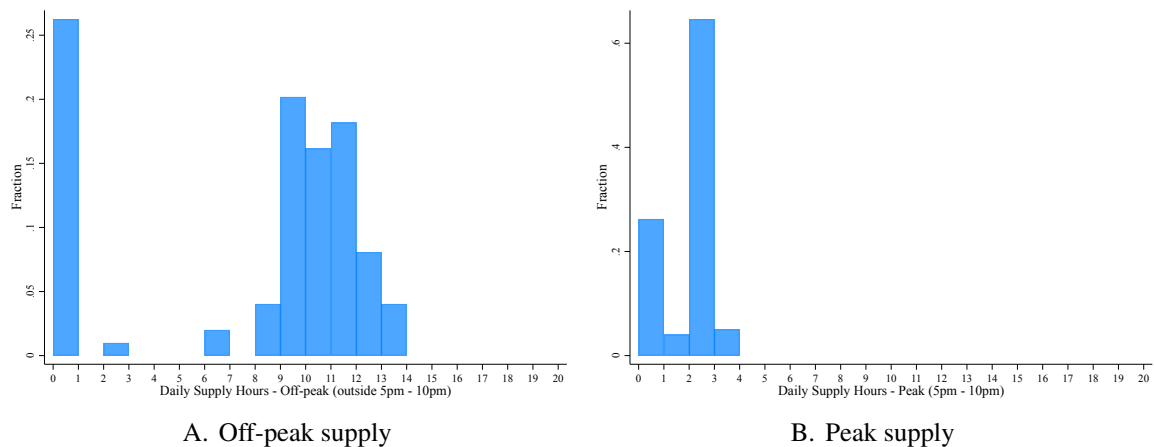 .25
.2
.15
.1
.05
0
Fraction
0 1 2 3 4 5 6 7 8 9 10 11 12 13 14 15 16 17 18 19 20
Daily Supply Hours - Off-peak (outside 5pm - 10pm)
A. Off-peak supply
.6
.4
.2
0
Fraction
0 1 2 3 4 5 6 7 8 9 10 11 12 13 14 15 16 17 18 19 20
Daily Supply Hours - Peak (5pm - 10pm)
B. Peak supply